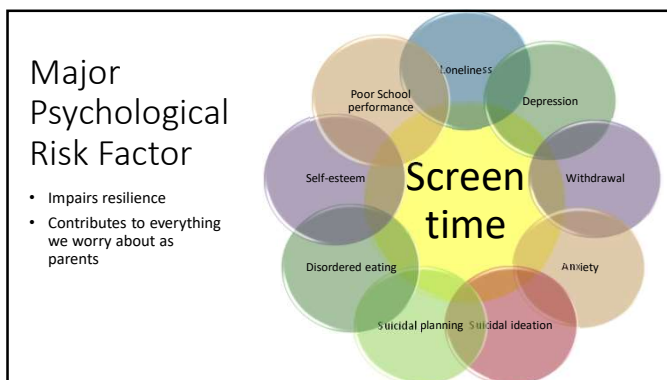 Major
Psychological
Risk Factor
• Impairs resilience
• Contributes to everything
we worry about as
parents
Screen
time
Loneliness
Depression
Withdrawal
Anxiety
Suicidal ideation
Suicidal planning
Disordered eating
Self-esteem
Poor School
performance